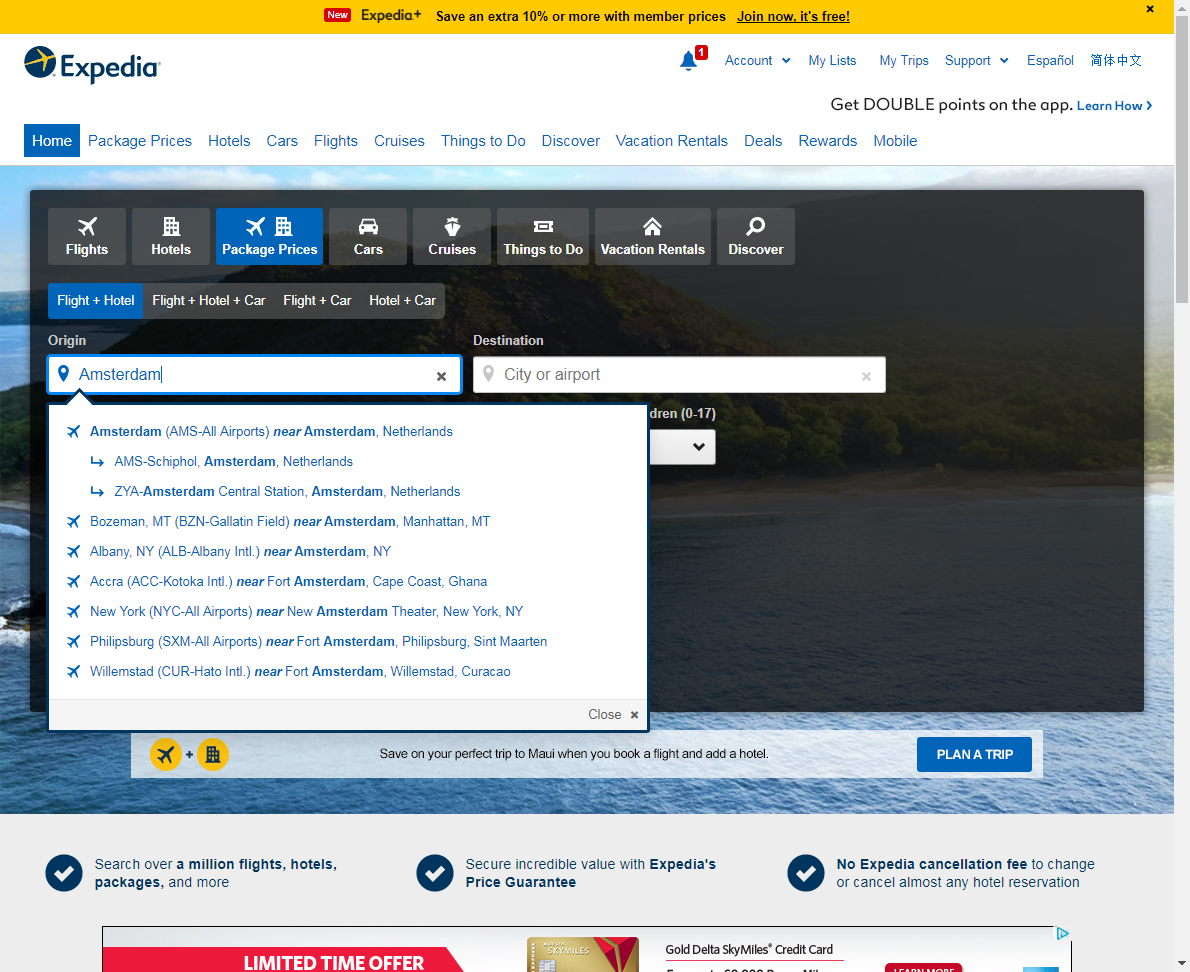 New Expedia+ Save an extra 10% or more with member prices Join now, it's free!
Expedia
1 Account My Lists My Trips Support Español 简体中文
Get DOUBLE points on the app. Learn How
Home Package Prices Hotels Cars Flights Cruises Things to Do Discover Vacation Rentals Deals Rewards Mobile
Flights Hotels Package Prices Cars Cruises Things to Do Vacation Rentals Discover
Flight + Hotel Flight + Hotel + Car Flight + Car Hotel + Car
Origin Destination
Amsterdam City or airport
dren (0-17)
Amsterdam (AMS-All Airports) near Amsterdam, Netherlands
AMS-Schiphol, Amsterdam, Netherlands
ZYA-Amsterdam Central Station, Amsterdam, Netherlands
Bozeman, MT (BZN-Gallatin Field) near Amsterdam, Manhattan, MT
Albany, NY (ALB-Albany Intl.) near Amsterdam, NY
Accra (ACC-Kotoka Intl.) near Fort Amsterdam, Cape Coast, Ghana
New York (NYC-All Airports) near New Amsterdam Theater, New York, NY
Philipsburg (SXM-All Airports) near Fort Amsterdam, Philipsburg, Sint Maarten
Willemstad (CUR-Hato Intl.) near Fort Amsterdam, Willemstad, Curacao
Close
+ Save on your perfect trip to Maui when you book a flight and add a hotel. PLAN A TRIP
Search over a million flights, hotels,
packages, and more
Secure incredible value with Expedia's
Price Guarantee
No Expedia cancellation fee to change
or cancel almost any hotel reservation
LIMITED TIME OFFER
SKYMILES
Gold Delta SkyMiles® Credit Card
LEARN MORE